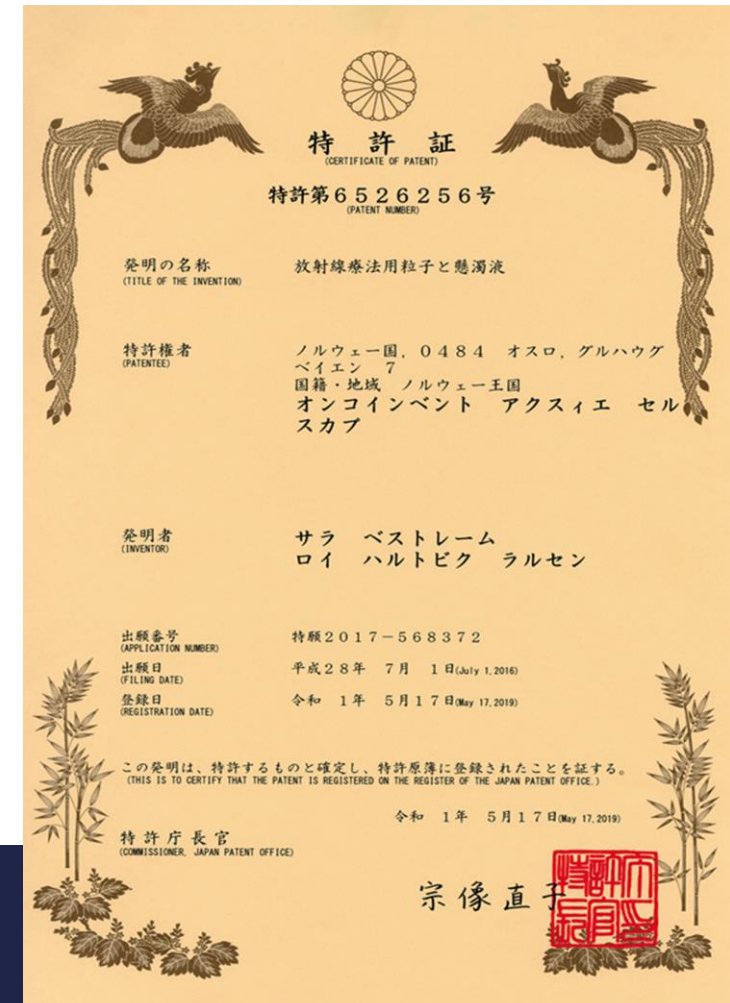 特許証
(CERTIFICATE OF PATENT)
特許第6526256号
(PATENT NUMBER)
発明の名称
(TITLE OF THE INVENTION)
放射線療法用粒子と懸濁液
特許権者
(PATENTEE)
ノルウェー国, 0484 オスロ, グルハウグ
ベイエン 7
国籍・地域 ノルウェー王国
オンコインベント アクスィエ セル
スカプ
発明者
(INVENTOR)
サラ ベストレーム
ロイ ハルトビク ラルセン
出願番号
(APPLICATION NUMBER)
特願2017-568372
出願日
(FILING DATE)
平成28年 7月 1日(July 1,2016)
登録日
(REGISTRATION DATE)
令和 1年 5月17日(May 17,2019)
この発明は、特許するものと確定し、特許原簿に登録されたことを証する。
(THIS IS TO CERTIFY THAT THE PATENT IS REGISTERED ON THE REGISTER OF THE JAPAN PATENT OFFICE.)
令和 1年 5月17日(May 17,2019)
特許庁長官
(COMMISSIONER, JAPAN PATENT OFFICE)
宗像直子